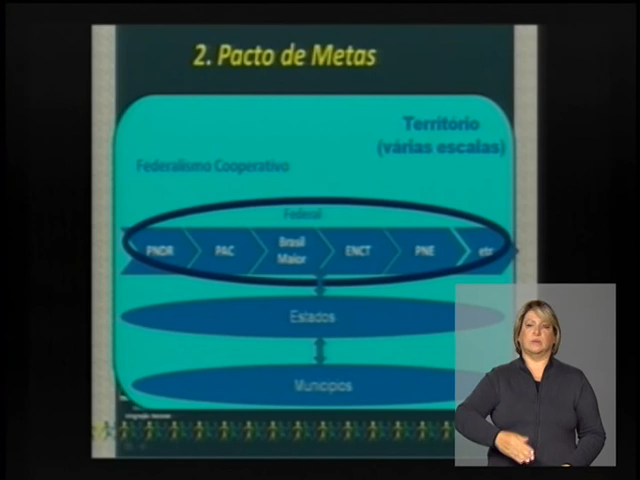 2. Pacto de Metas
Território
(várias escalas)
Federalismo Cooperativo
Federal
PNDR
PAC
Brasil
Maior
ENCT
PNE
etc
Estados
Municípios